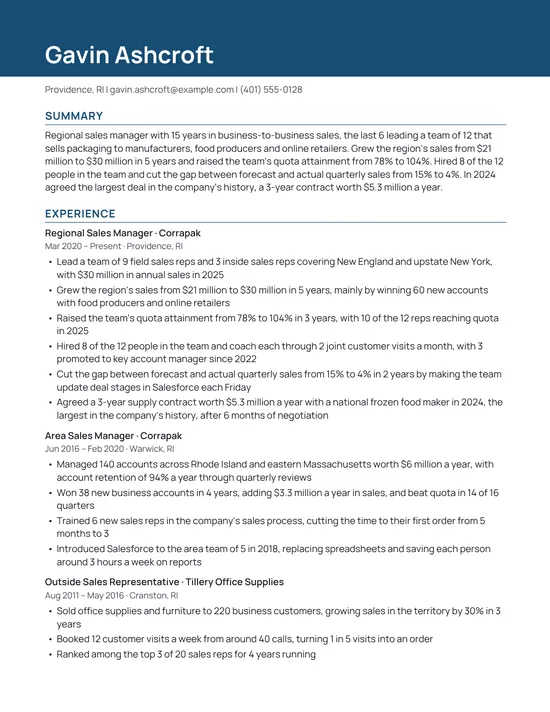 Gavin Ashcroft
Providence, RI | gavin.ashcroft@example.com | (401) 555-0128
SUMMARY
Regional sales manager with 15 years in business-to-business sales, the last 6 leading a team of 12 that
sells packaging to manufacturers, food producers and online retailers. Grew the region's sales from $21
million to $30 million in 5 years and raised the team's quota attainment from 78% to 104%. Hired 8 of the 12
people in the team and cut the gap between forecast and actual quarterly sales from 15% to 4%. In 2024
agreed the largest deal in the company's history, a 3-year contract worth $5.3 million a year.
EXPERIENCE
Regional Sales Manager · Corrapak
Mar 2020 – Present · Providence, RI
• Lead a team of 9 field sales reps and 3 inside sales reps covering New England and upstate New York,
with $30 million in annual sales in 2025
• Grew the region's sales from $21 million to $30 million in 5 years, mainly by winning 60 new accounts
with food producers and online retailers
• Raised the team's quota attainment from 78% to 104% in 3 years, with 10 of the 12 reps reaching quota
in 2025
• Hired 8 of the 12 people in the team and coach each through 2 joint customer visits a month, with 3
promoted to key account manager since 2022
• Cut the gap between forecast and actual quarterly sales from 15% to 4% in 2 years by making the team
update deal stages in Salesforce each Friday
• Agreed a 3-year supply contract worth $5.3 million a year with a national frozen food maker in 2024, the
largest in the company's history, after 6 months of negotiation
Area Sales Manager · Corrapak
Jun 2016 – Feb 2020 · Warwick, RI
• Managed 140 accounts across Rhode Island and eastern Massachusetts worth $6 million a year, with
account retention of 94% a year through quarterly reviews
• Won 38 new business accounts in 4 years, adding $3.3 million a year in sales, and beat quota in 14 of 16
quarters
• Trained 6 new sales reps in the company's sales process, cutting the time to their first order from 5
months to 3
• Introduced Salesforce to the area team of 5 in 2018, replacing spreadsheets and saving each person
around 3 hours a week on reports
Outside Sales Representative · Tillery Office Supplies
Aug 2011 – May 2016 · Cranston, RI
• Sold office supplies and furniture to 220 business customers, growing sales in the territory by 30% in 3
years
• Booked 12 customer visits a week from around 40 calls, turning 1 in 5 visits into an order
• Ranked among the top 3 of 20 sales reps for 4 years running